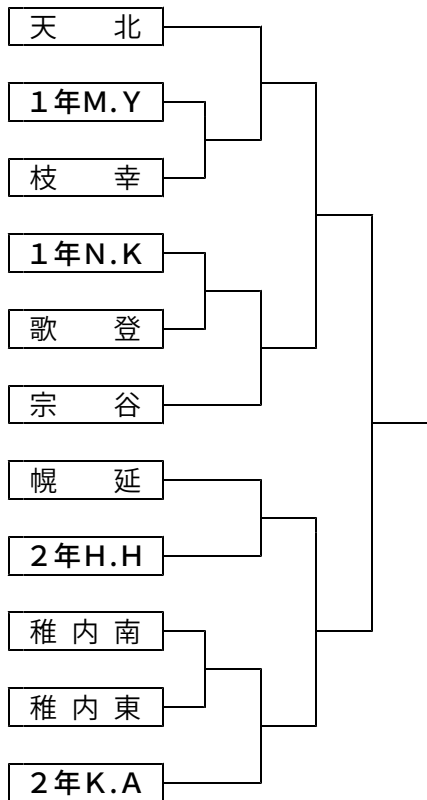 天　北
１年Ｍ.Ｙ
枝　幸
１年Ｎ.Ｋ
歌　登
宗　谷
幌　延
２年Ｈ.Ｈ
稚 内 南
稚 内 東
２年Ｋ.Ａ